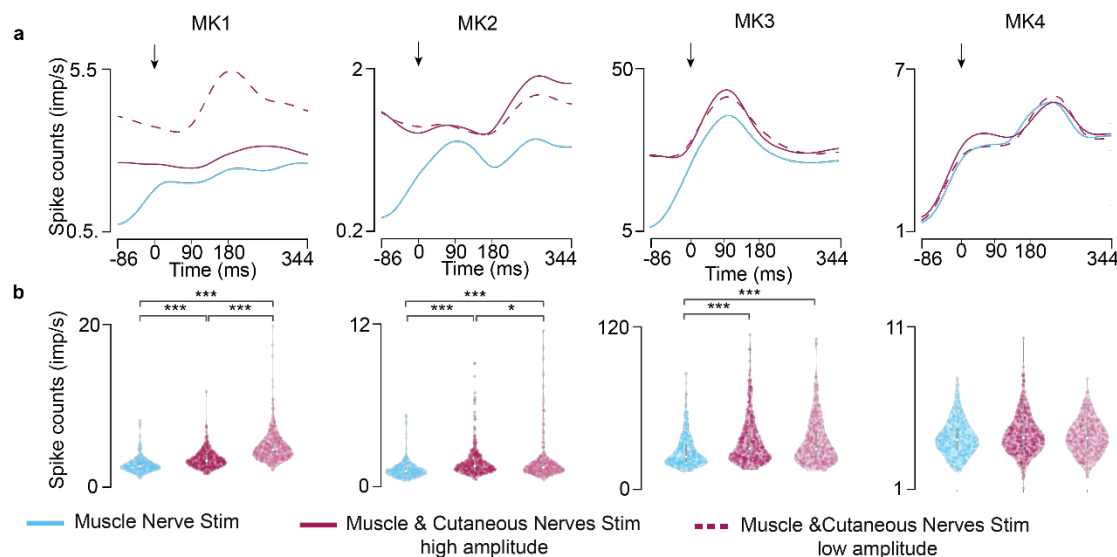 MK1 MK2 MK3 MK4
a
Spike counts (imp/s)
5.5 2 50 7
0.5. 0.2 5 1
-86 0 90 180 344 -86 0 90 180 344 -86 0 90 180 344 -86 0 90 180 344
Time (ms) Time (ms) Time (ms) Time (ms)
b
*** *** ***
*** *** *** * ***
Spike counts (imp/s)
20 12 120 11
0 0 0 1
Muscle Nerve Stim Muscle & Cutaneous Nerves Stim Muscle &Cutaneous Nerves Stim
high amplitude low amplitude